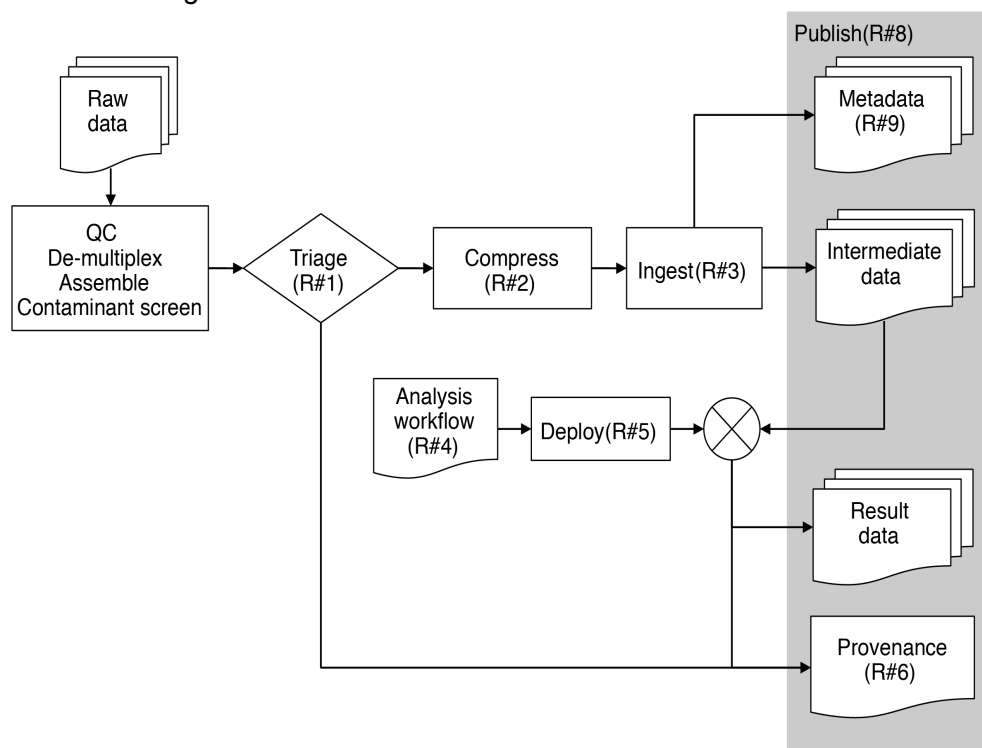 Publish(R#8)
Raw
data
Metadata
(R#9)
QC
De-multiplex
Assemble
Contaminant screen
Triage
(R#1)
Compress
(R#2)
Ingest(R#3)
Intermediate
data
Analysis
workflow
(R#4)
Deploy(R#5)
Result
data
Provenance
(R#6)